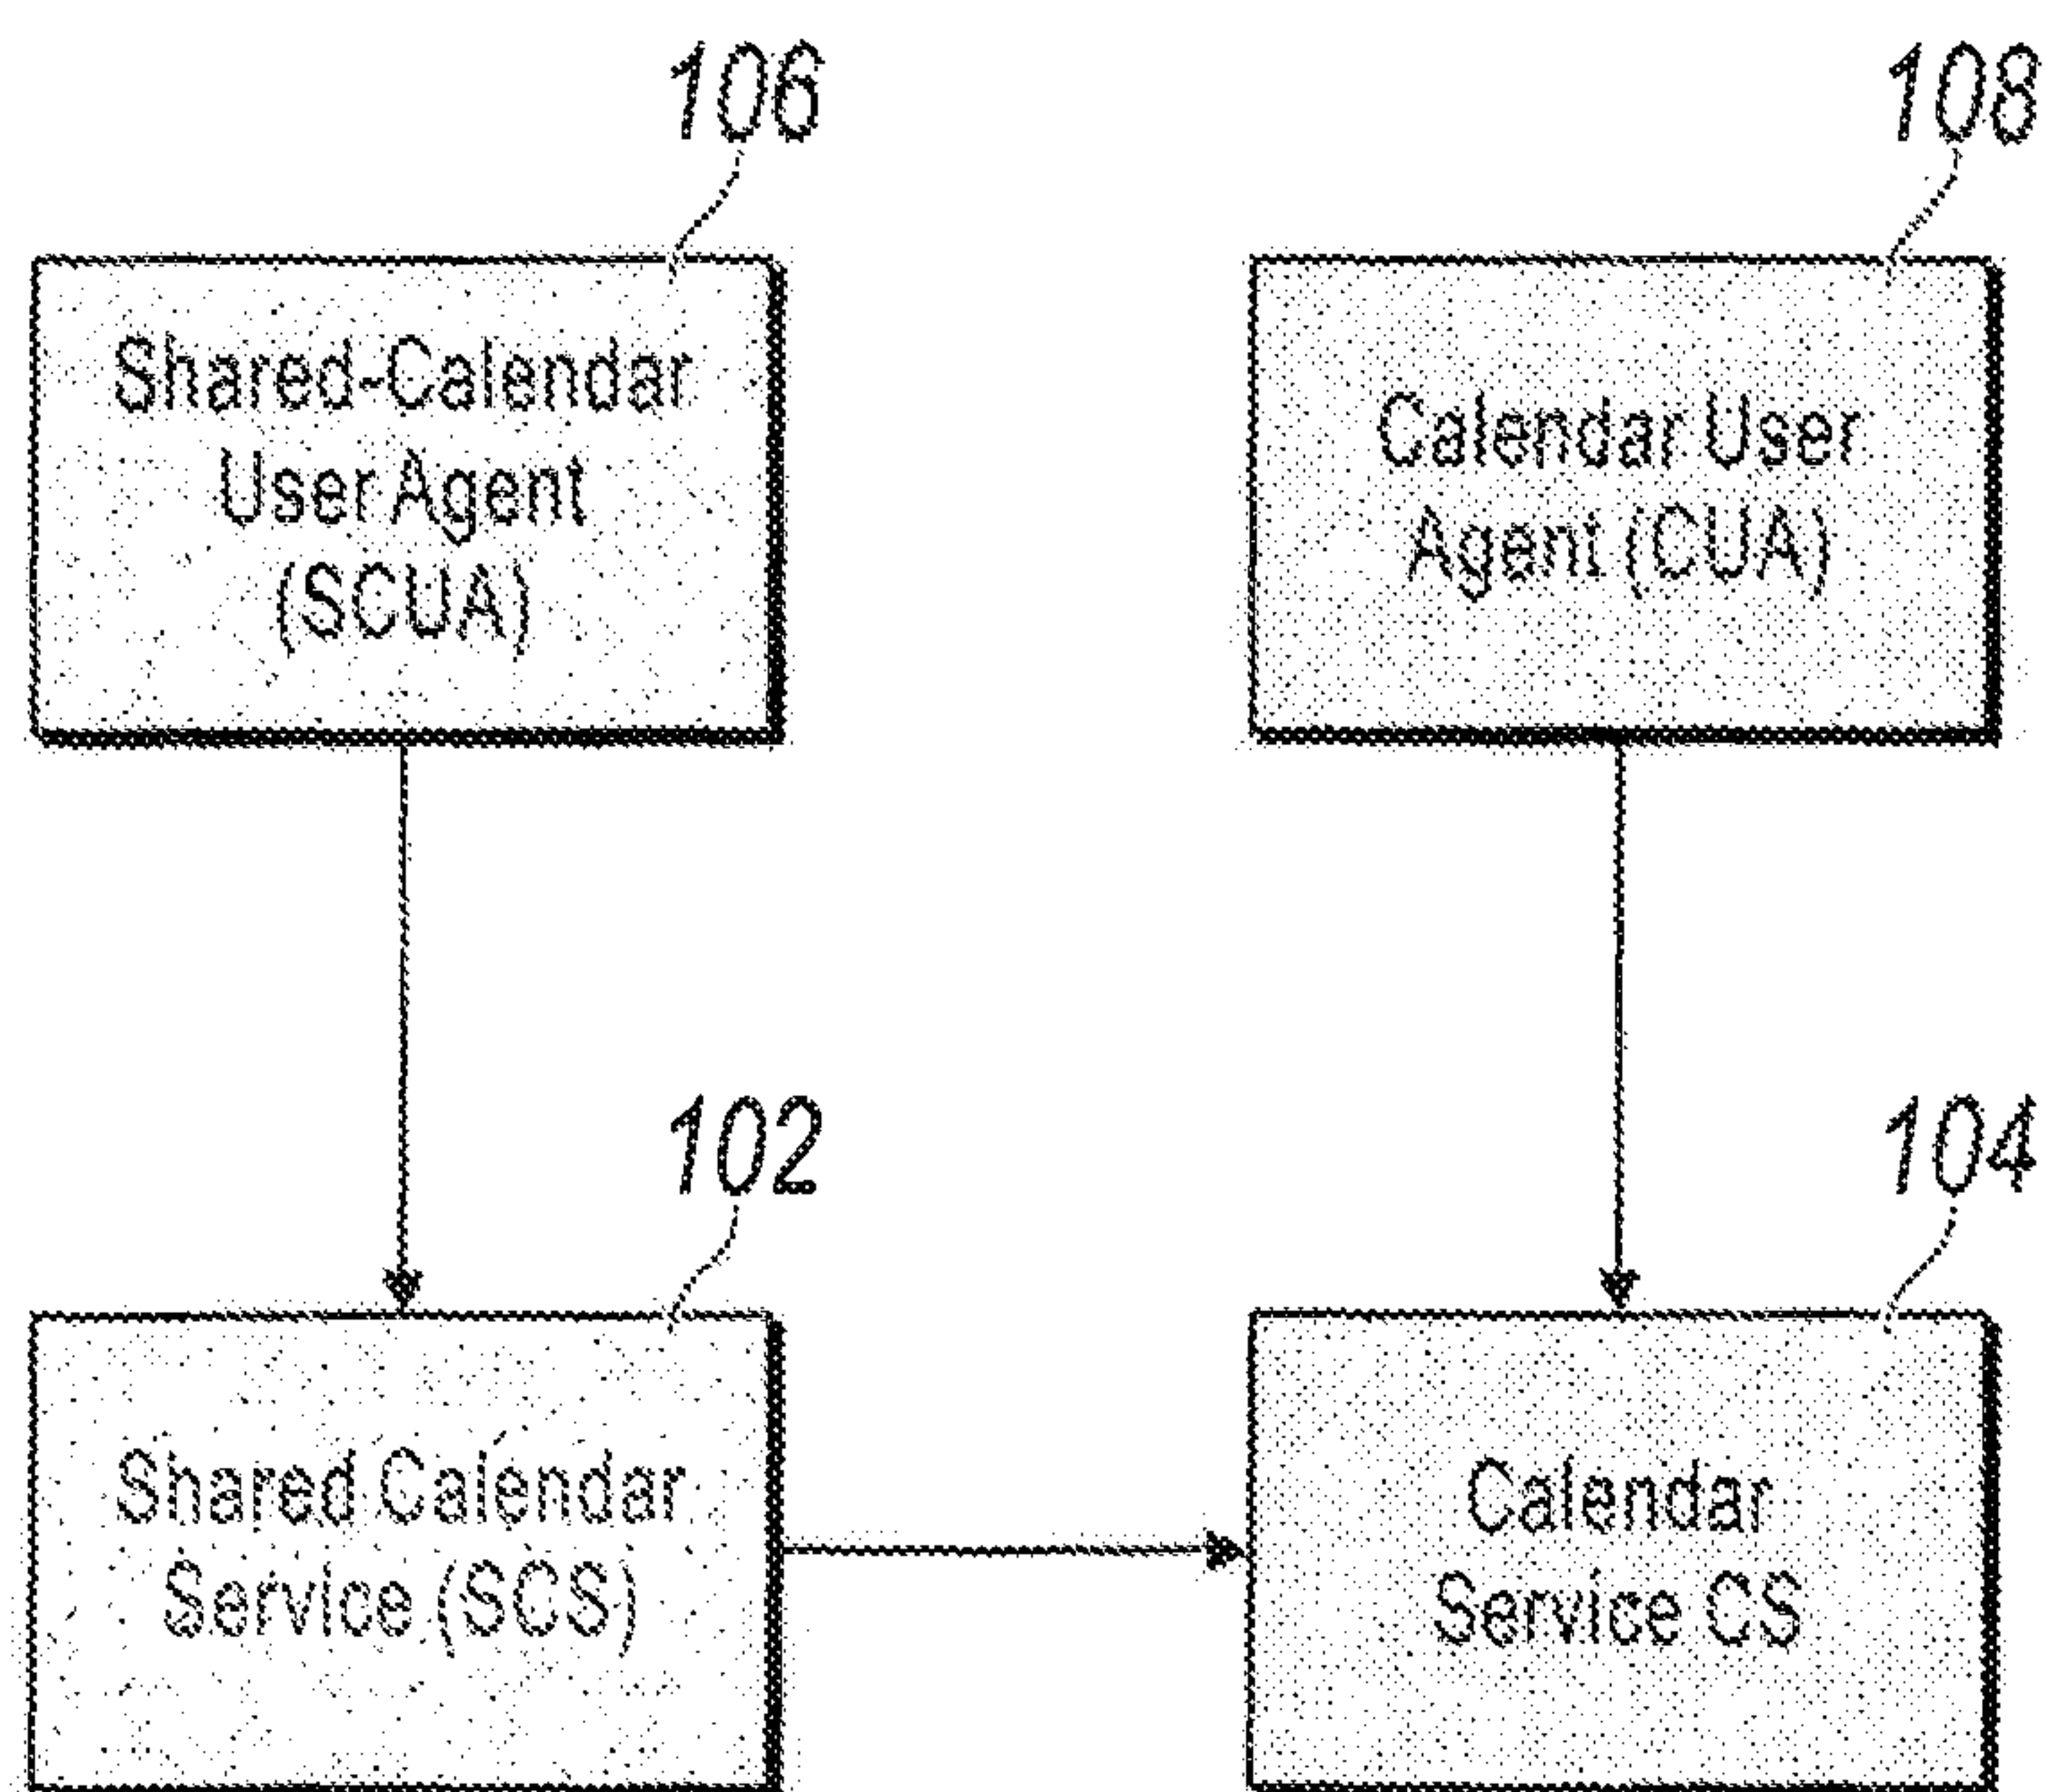 106
108
Shared-Calendar
User Agent
(SCUA)
Calendar User
Agent (CUA)
102
104
Shared Calendar
Service (SCS)
Calendar
Service CS